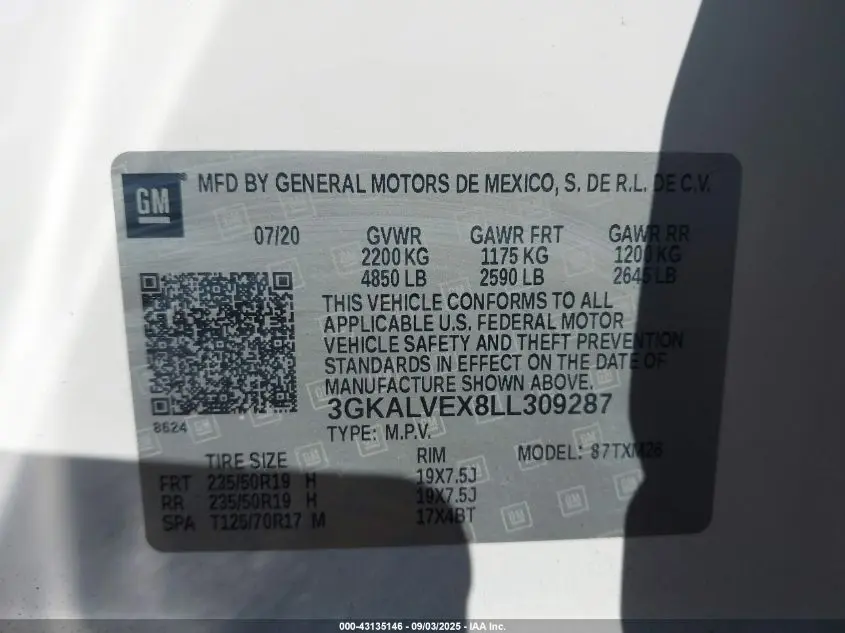 GM® MFD BY GENERAL MOTORS DE MEXICO, S. DE R.L. DE C.V.
07/20 GVWR GAWR FRT GAWR RR
2200 KG 1175 KG 1200 KG
4850 LB 2590 LB 2645 LB
THIS VEHICLE CONFORMS TO ALL
APPLICABLE U.S. FEDERAL MOTOR
VEHICLE SAFETY AND THEFT PREVENTION
STANDARDS IN EFFECT ON THE DATE OF
MANUFACTURE SHOWN ABOVE.
3GKALVEX8LL309287
8624
TYPE: M.P.V. MODEL: 87TXM26
TIRE SIZE RIM
FRT 235/50R19 H 19X7.5J
RR 235/50R19 H 19X7.5J
SPA T125/70R17 M 17X4BT
000-43135146 - 09/03/2025 - IAA Inc.